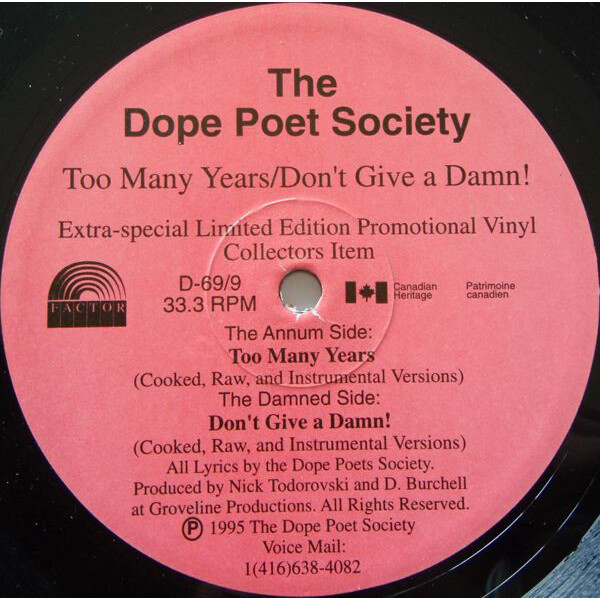 The
Dope Poet Society
Too Many Years/Don't Give a Damn!
Extra-special Limited Edition Promotional Vinyl
Collectors Item
D-69/9
33.3 RPM
FACTOR
Canadian Heritage
Patrimoine canadien
The Annum Side:
Too Many Years
(Cooked, Raw, and Instrumental Versions)
The Damned Side:
Don't Give a Damn!
(Cooked, Raw, and Instrumental Versions)
All Lyrics by the Dope Poets Society.
Produced by Nick Todorovski and D. Burchell
at Groveline Productions. All Rights Reserved.
Ⓟ 1995 The Dope Poet Society
Voice Mail:
1(416)638-4082